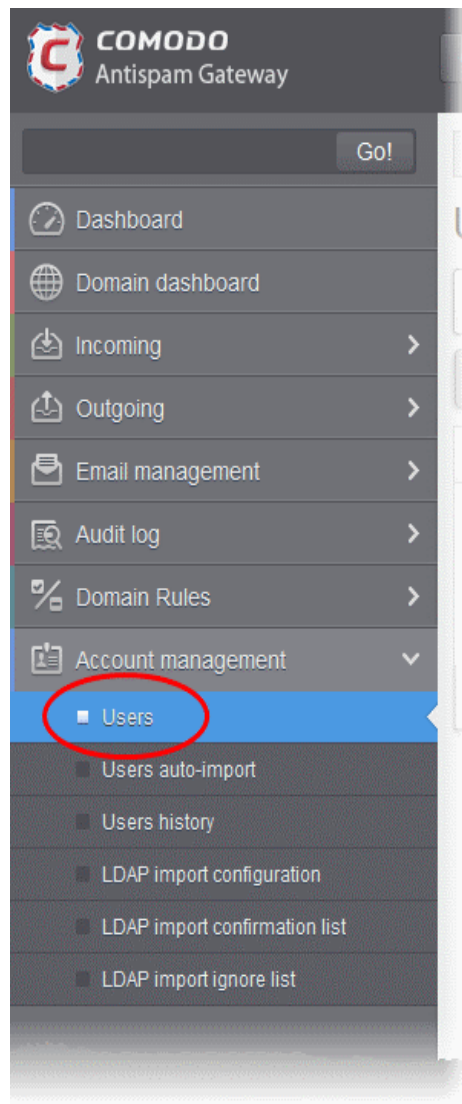 COMODO
Antispam Gateway
Go!
Dashboard
Domain dashboard
Incoming
Outgoing
Email management
Audit log
Domain Rules
Account management
Users
Users auto-import
Users history
LDAP import configuration
LDAP import confirmation list
LDAP import ignore list